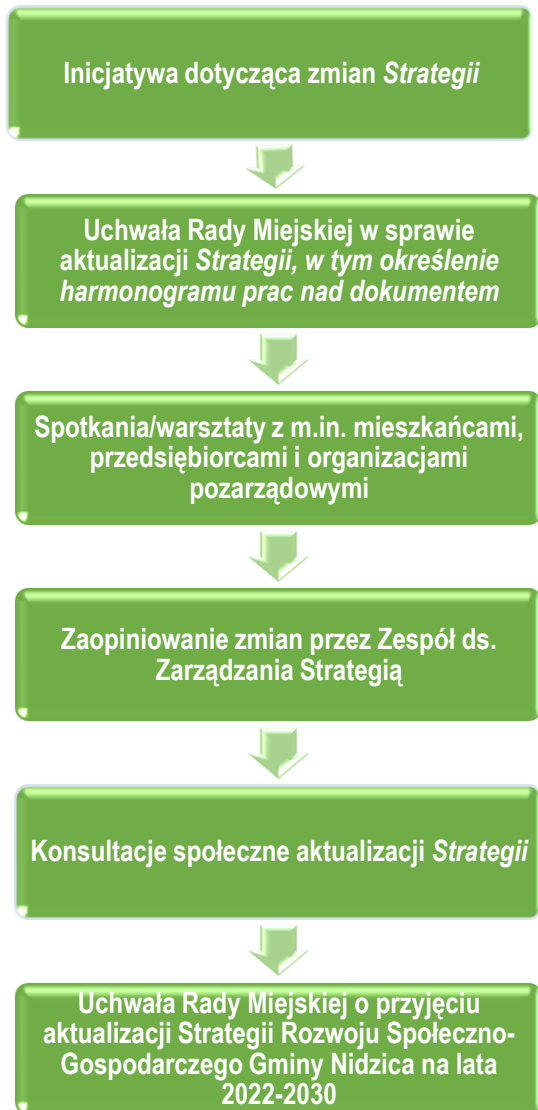 Inicjatywa dotycząca zmian Strategii
Uchwała Rady Miejskiej w sprawie
aktualizacji Strategii, w tym określenie
harmonogramu prac nad dokumentem
Spotkania/warsztaty z m.in. mieszkańcami,
przedsiębiorcami i organizacjami
pozarządowymi
Zaopiniowanie zmian przez Zespół ds.
Zarządzania Strategią
Konsultacje społeczne aktualizacji Strategii
Uchwała Rady Miejskiej o przyjęciu
aktualizacji Strategii Rozwoju Społeczno-
Gospodarczego Gminy Nidzica na lata
2022-2030